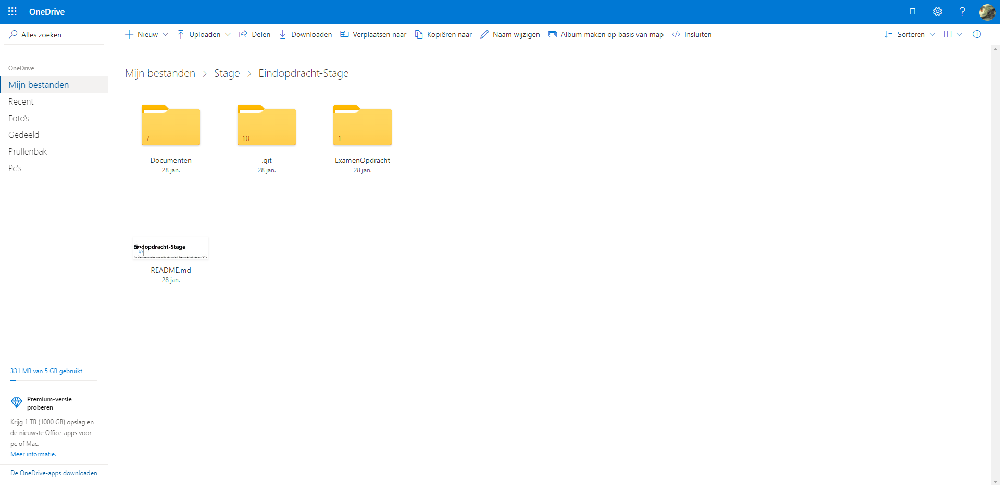 OneDrive
Alles zoeken
Nieuw
Uploaden
Delen
Downloaden
Verplaatsen naar
Kopiëren naar
Naam wijzigen
Album maken op basis van map
Insluiten
Sorteren
OneDrive
Mijn bestanden
Recent
Foto's
Gedeeld
Prullenbak
Pc's
Mijn bestanden > Stage > Eindopdracht-Stage
7
Documenten
28 jan.
10
.git
28 jan.
1
ExamenOpdracht
28 jan.
Eindopdracht-Stage
README.md
28 jan.
331 MB van 5 GB gebruikt
Premium-versie
proberen
Krijg 1 TB (1000 GB) opslag en
de nieuwste Office-apps voor
pc of Mac.
Meer informatie.
De OneDrive-apps downloaden